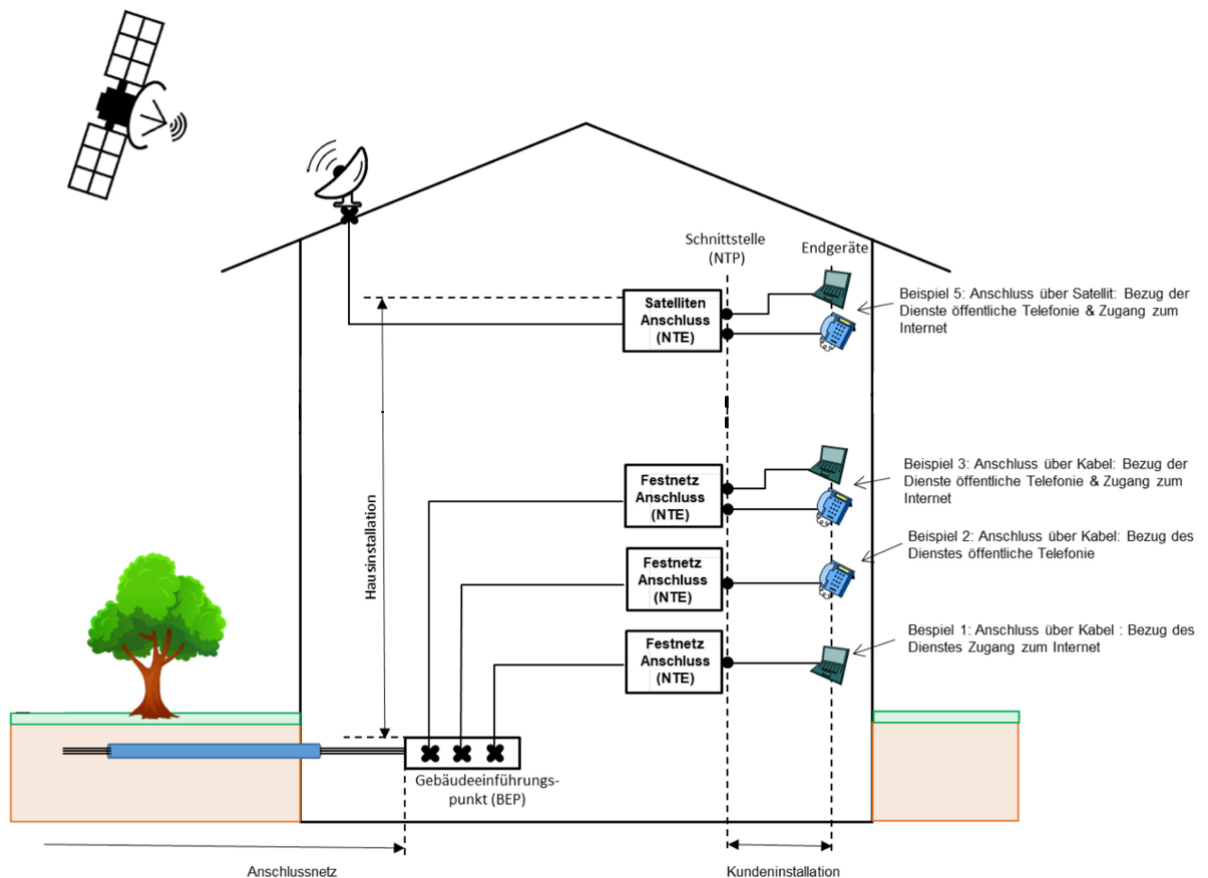 Schnittstelle
(NTP)
Endgeräte
Satelliten
Anschluss
(NTE)
Beispiel 5: Anschluss über Satellit: Bezug der
Dienste öffentliche Telefonie & Zugang zum
Internet
Hausinstallation
Festnetz
Anschluss
(NTE)
Beispiel 3: Anschluss über Kabel: Bezug der
Dienste öffentliche Telefonie & Zugang zum
Internet
Festnetz
Anschluss
(NTE)
Beispiel 2: Anschluss über Kabel: Bezug des
Dienstes öffentliche Telefonie
Festnetz
Anschluss
(NTE)
Bespiel 1: Anschluss über Kabel : Bezug des
Dienstes Zugang zum Internet
Gebäudeeinführungs-
punkt (BEP)
Anschlussnetz
Kundeninstallation